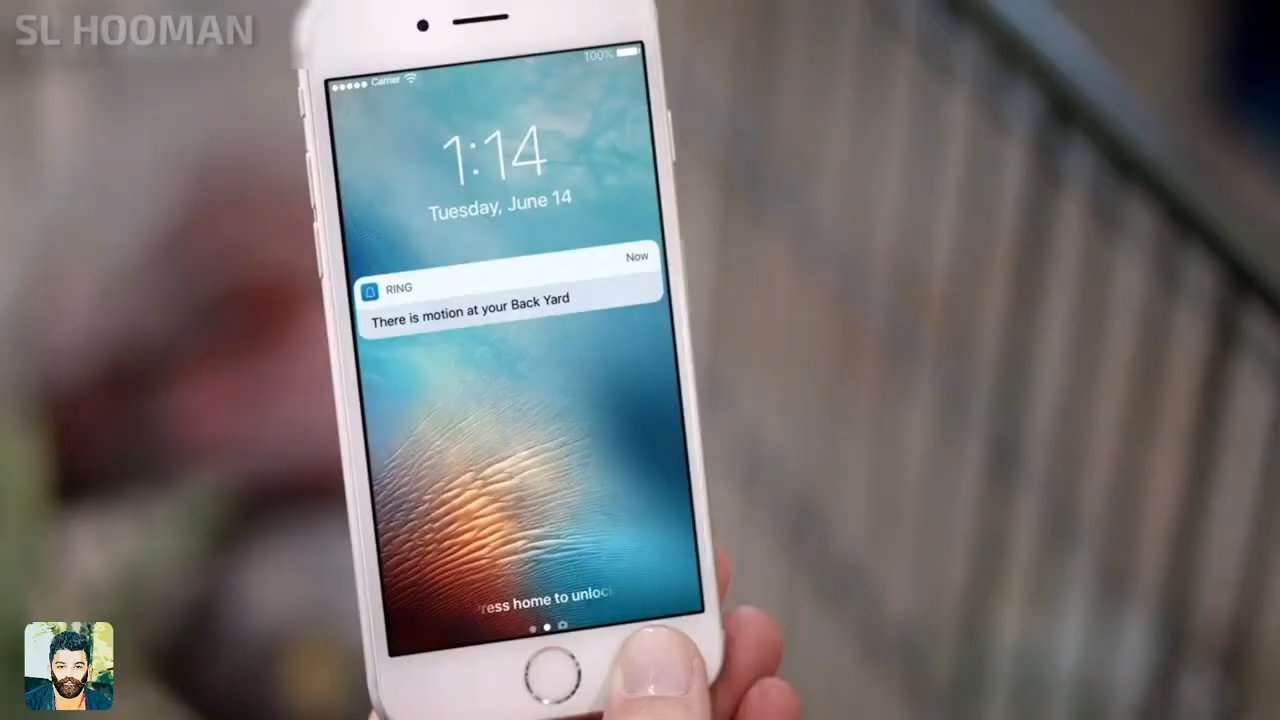 SL HOOMAN
Carrier 100%
1:14
Tuesday, June 14
RING Now
There is motion at your Back Yard
ress home to unloc